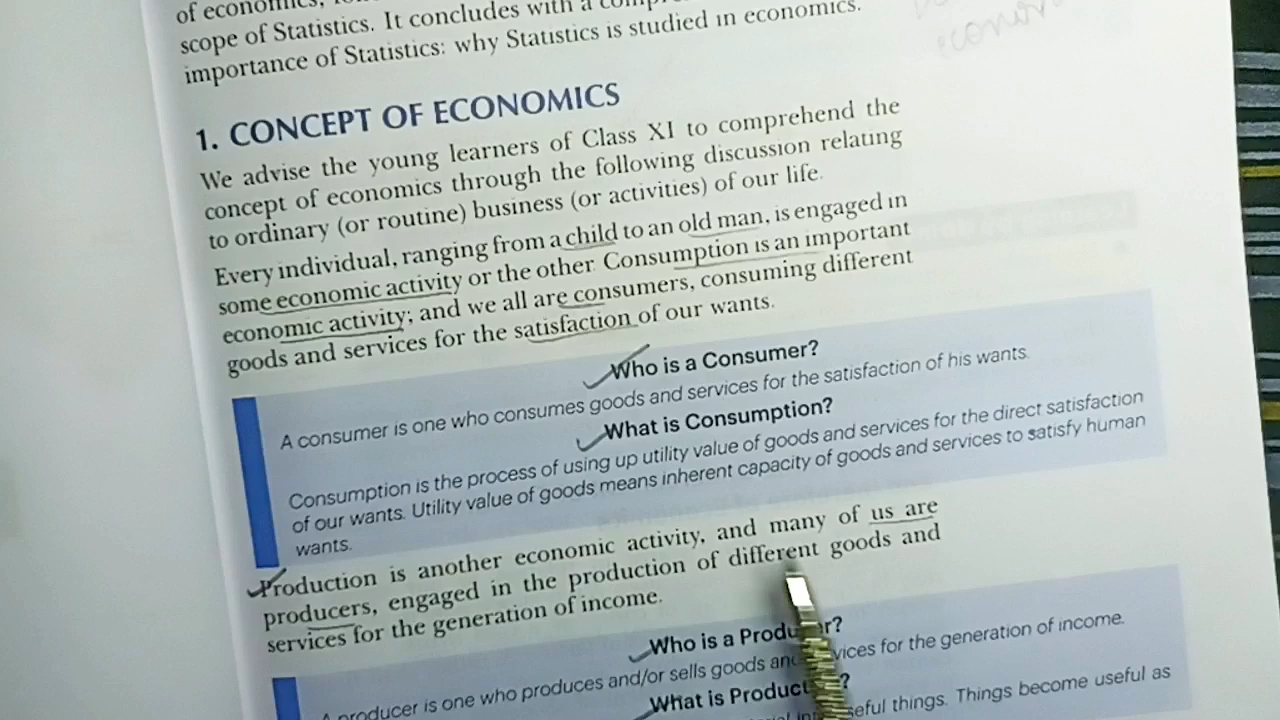 of economics,
scope of Statistics. It concludes with a
importance of Statistics: why Statistics is studied in economics.
1. CONCEPT OF ECONOMICS
We advise the young learners of Class XI to comprehend the
concept of economics through the following discussion relating
to ordinary (or routine) business (or activities) of our life.
Every individual, ranging from a child to an old man, is engaged in
some economic activity or the other Consumption is an important
economic activity; and we all are consumers, consuming different
goods and services for the satisfaction of our wants.
Who is a Consumer?
A consumer is one who consumes goods and services for the satisfaction of his wants.
What is Consumption?
Consumption is the process of using up utility value of goods and services for the direct satisfaction
of our wants. Utility value of goods means inherent capacity of goods and services to satisfy human
wants.
Production is another economic activity, and many of us are
producers, engaged in the production of different goods and
services for the generation of income.
Who is a Produ r?
A producer is one who produces and/or sells goods an vices for the generation of income.
What is Product ?
seful things. Things become useful as